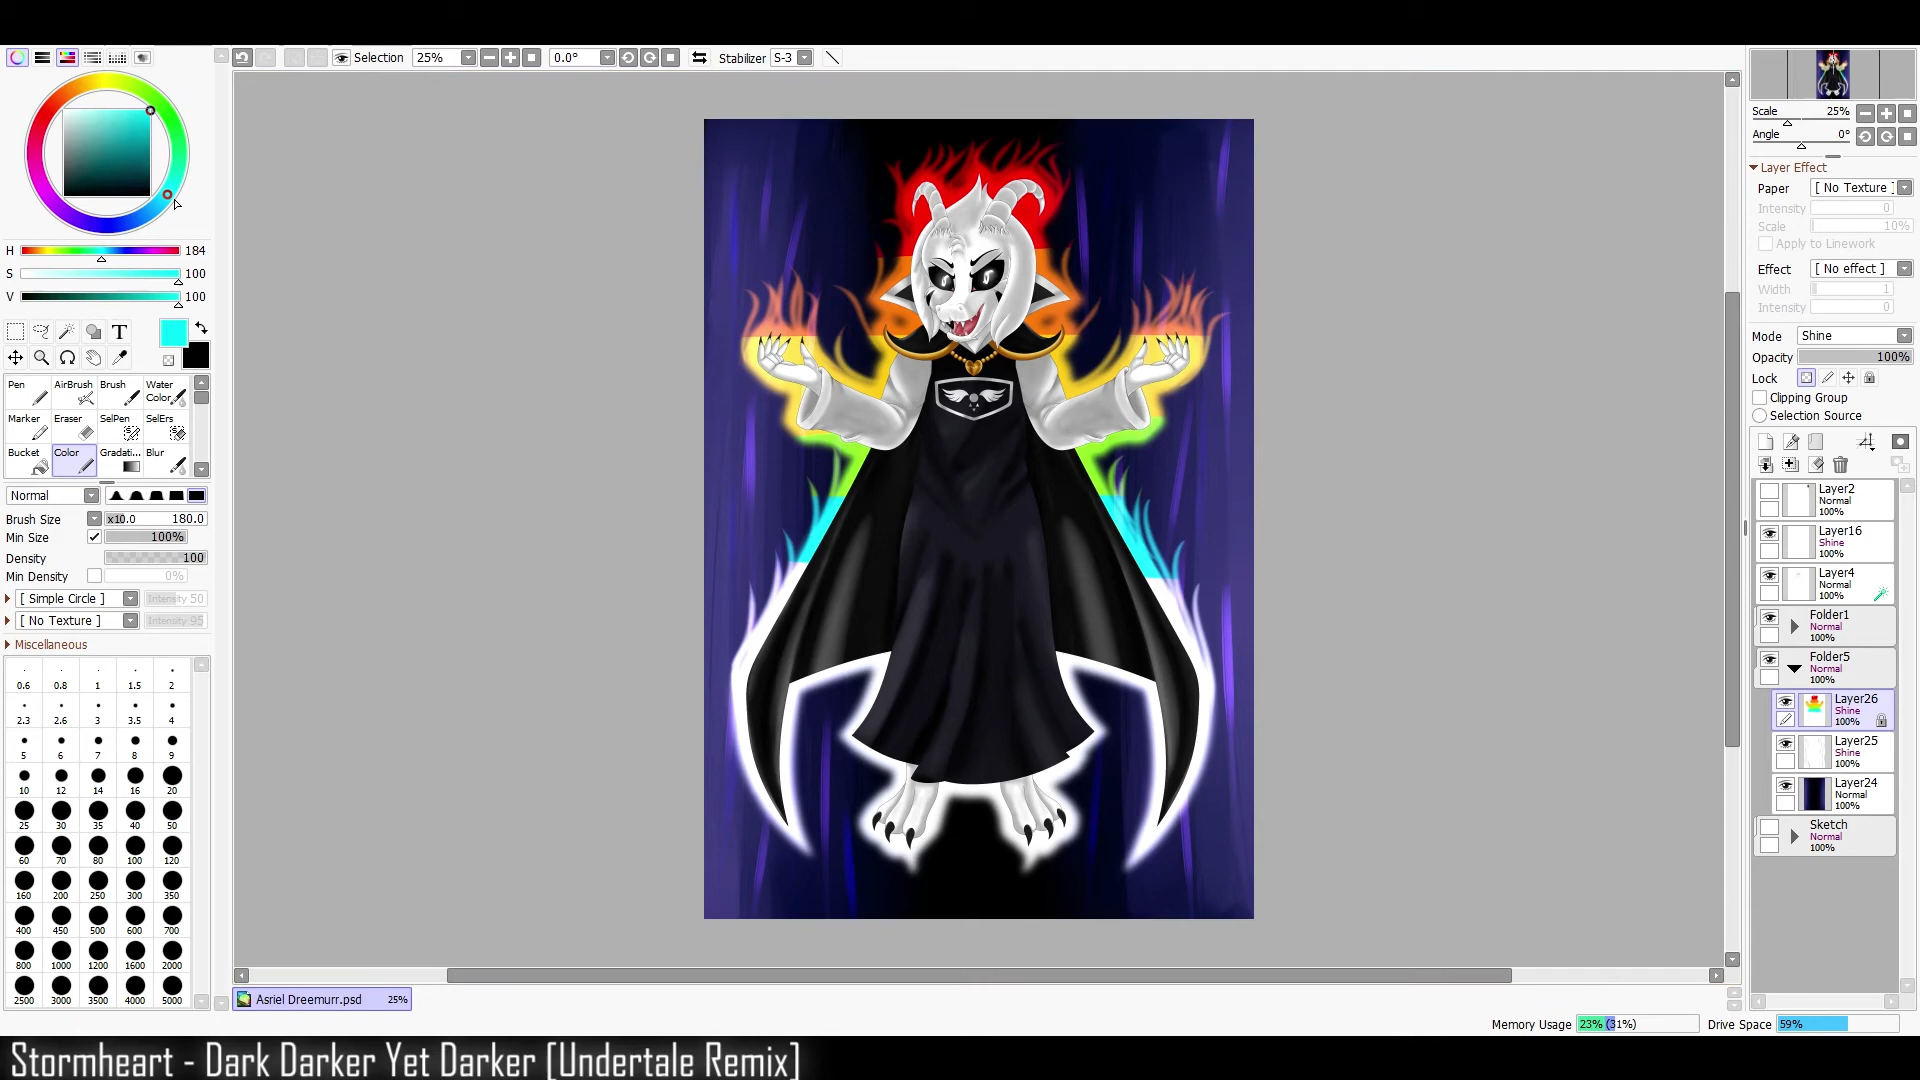 Selection 25% 0.0° Stabilizer S-3
H 184
S 100
V 100
T
Pen AirBrush Brush Water Color
Marker Eraser SelPen SelErs
Bucket Color Gradati... Blur
Normal
Brush Size x10.0 180.0
Min Size 100%
Density 100
Min Density 0%
[ Simple Circle ] Intensity 50
[ No Texture ] Intensity 95
Miscellaneous
0.6 0.8 1 1.5 2
2.3 2.6 3 3.5 4
5 6 7 8 9
10 12 14 16 20
25 30 35 40 50
60 70 80 100 120
160 200 250 300 350
400 450 500 600 700
800 1000 1200 1600 2000
2500 3000 3500 4000 5000
Scale 25%
Angle 0°
Layer Effect
Paper [ No Texture ]
Intensity 0
Scale 10%
Apply to Linework
Effect [ No effect ]
Width 1
Intensity 0
Mode Shine
Opacity 100%
Lock
Clipping Group
Selection Source
Layer2
Normal
100%
Layer16
Shine
100%
Layer4
Normal
100%
Folder1
Normal
100%
Folder5
Normal
100%
Layer26
Shine
100%
Layer25
Shine
100%
Layer24
Normal
100%
Sketch
Normal
100%
Asriel Dreemurr.psd 25%
Memory Usage 23% (31%) Drive Space 59%
Stormheart - Dark Darker Yet Darker [Undertale Remix]